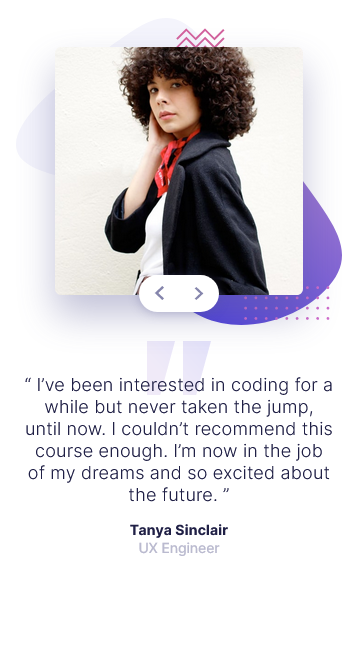 “ I’ve been interested in coding for a
while but never taken the jump,
until now. I couldn’t recommend this
course enough. I’m now in the job
of my dreams and so excited about
the future. ”
Tanya Sinclair
UX Engineer